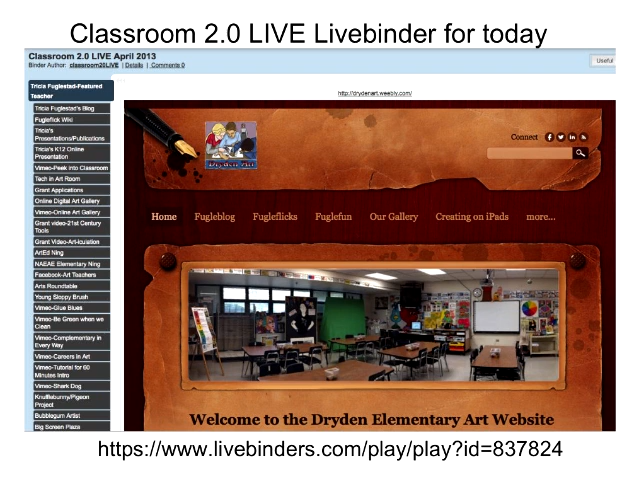 Classroom 2.0 LIVE Livebinder for today
Classroom 2.0 LIVE April 2013
Binder Author: classroom20LIVE | Details | Comments 0
Useful
Tricia Fuglestad-Featured
Teacher
Tricia Fuglestad's Blog
Fugleflick Wiki
Tricia's
Presentations/Publications
Tricia's K12 Online
Presentation
Vimeo-Peek into Classroom
Tech in Art Room
Grant Applications
Online Digital Art Gallery
Vimeo-Online Art Gallery
Grant video-21st Century
Tools
Grant Video-Art-iculation
ArtEd Ning
NAEAE Elementary Ning
Facebook-Art Teachers
Arts Roundtable
Young Sloppy Brush
Vimeo-Glue Blues
Vimeo-Be Green when we
Clean
Vimeo-Complementary in
Every Way
Vimeo-Careers in Art
Vimeo-Tutorial for 60
Minutes Intro
Vimeo-Shark Dog
Knufflebunny/Pigeon
Project
Bubblegum Artist
Big Screen Plaza
http://drydenart.weebly.com/
Dryden Art
Connect
Home Fugleblog Fugleflicks Fuglefun Our Gallery Creating on iPads more...
Welcome to the Dryden Elementary Art Website
https://www.livebinders.com/play/play?id=837824